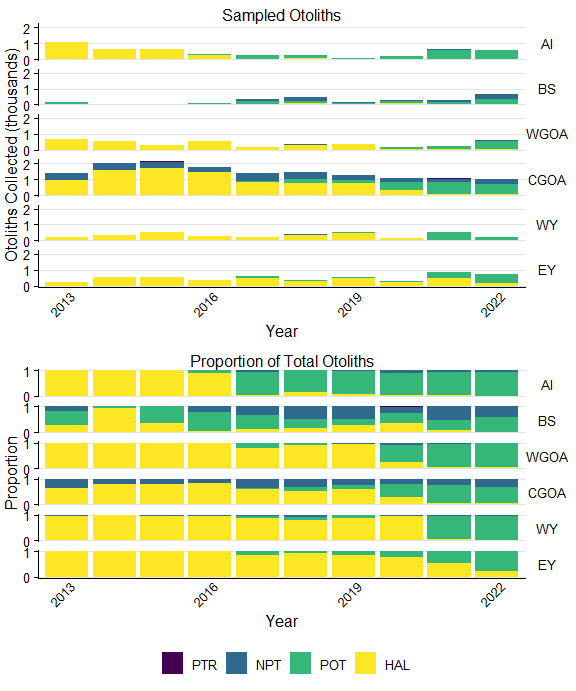 Sampled Otoliths
Otoliths Collected (thousands)
2
1
0
AI
2
1
0
BS
2
1
0
WGOA
2
1
0
CGOA
2
1
0
WY
2
1
0
EY
2013
2016
2019
2022
Year
Proportion of Total Otoliths
Proportion
1
0
AI
1
0
BS
1
0
WGOA
1
0
CGOA
1
0
WY
1
0
EY
2013
2016
2019
2022
Year
PTR NPT POT HAL